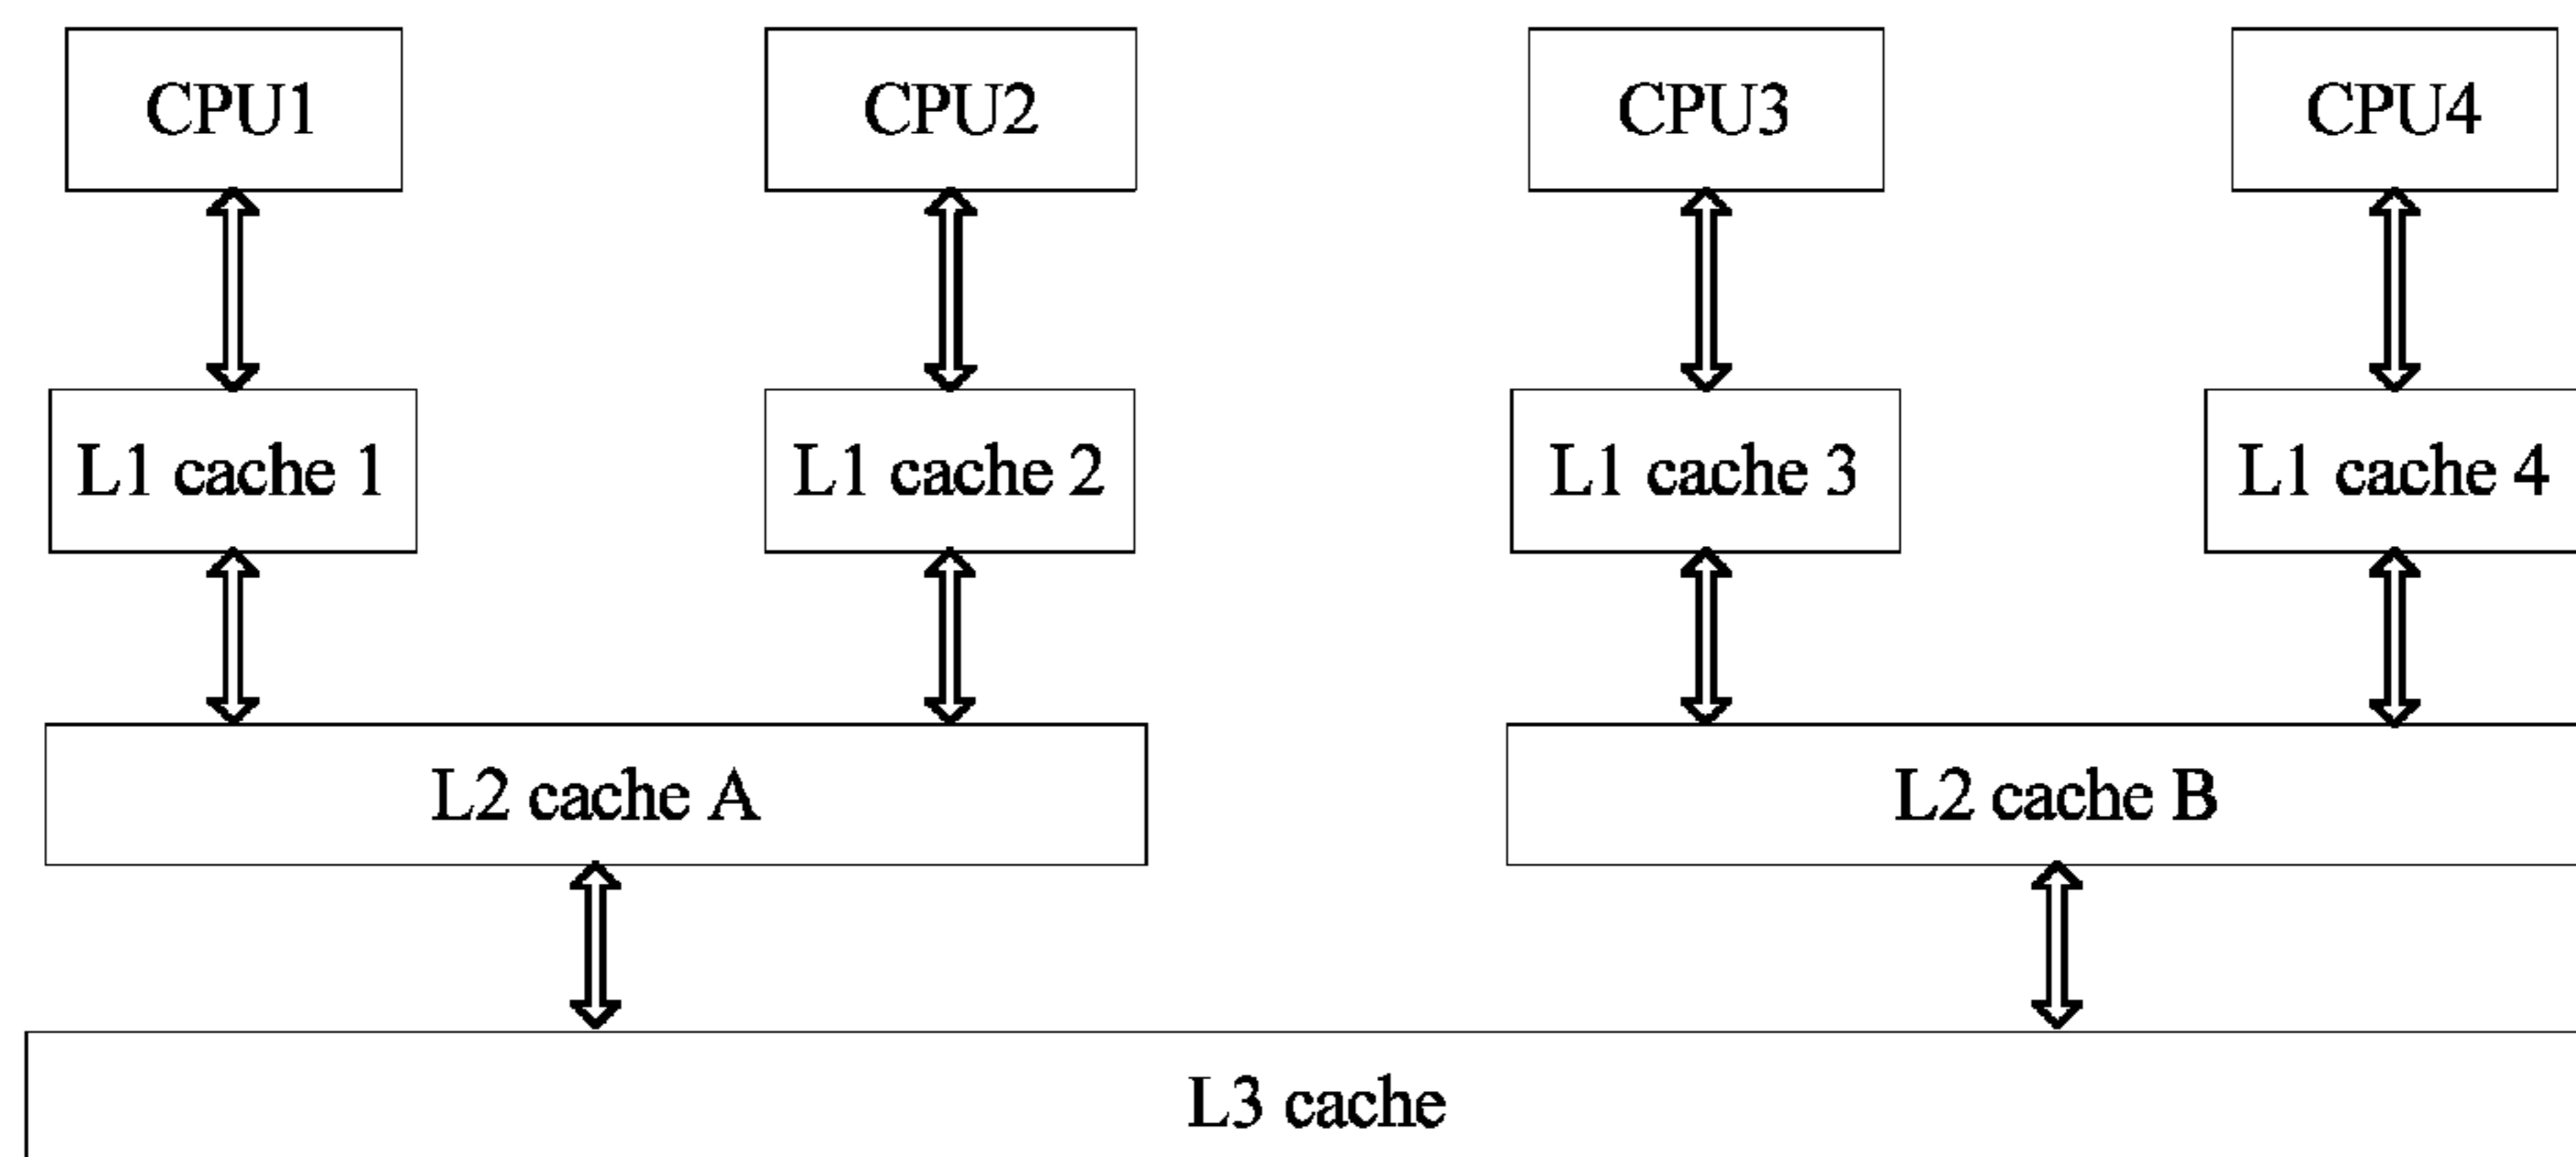 CPU1 CPU2 CPU3 CPU4
L1 cache 1 L1 cache 2 L1 cache 3 L1 cache 4
L2 cache A L2 cache B
L3 cache